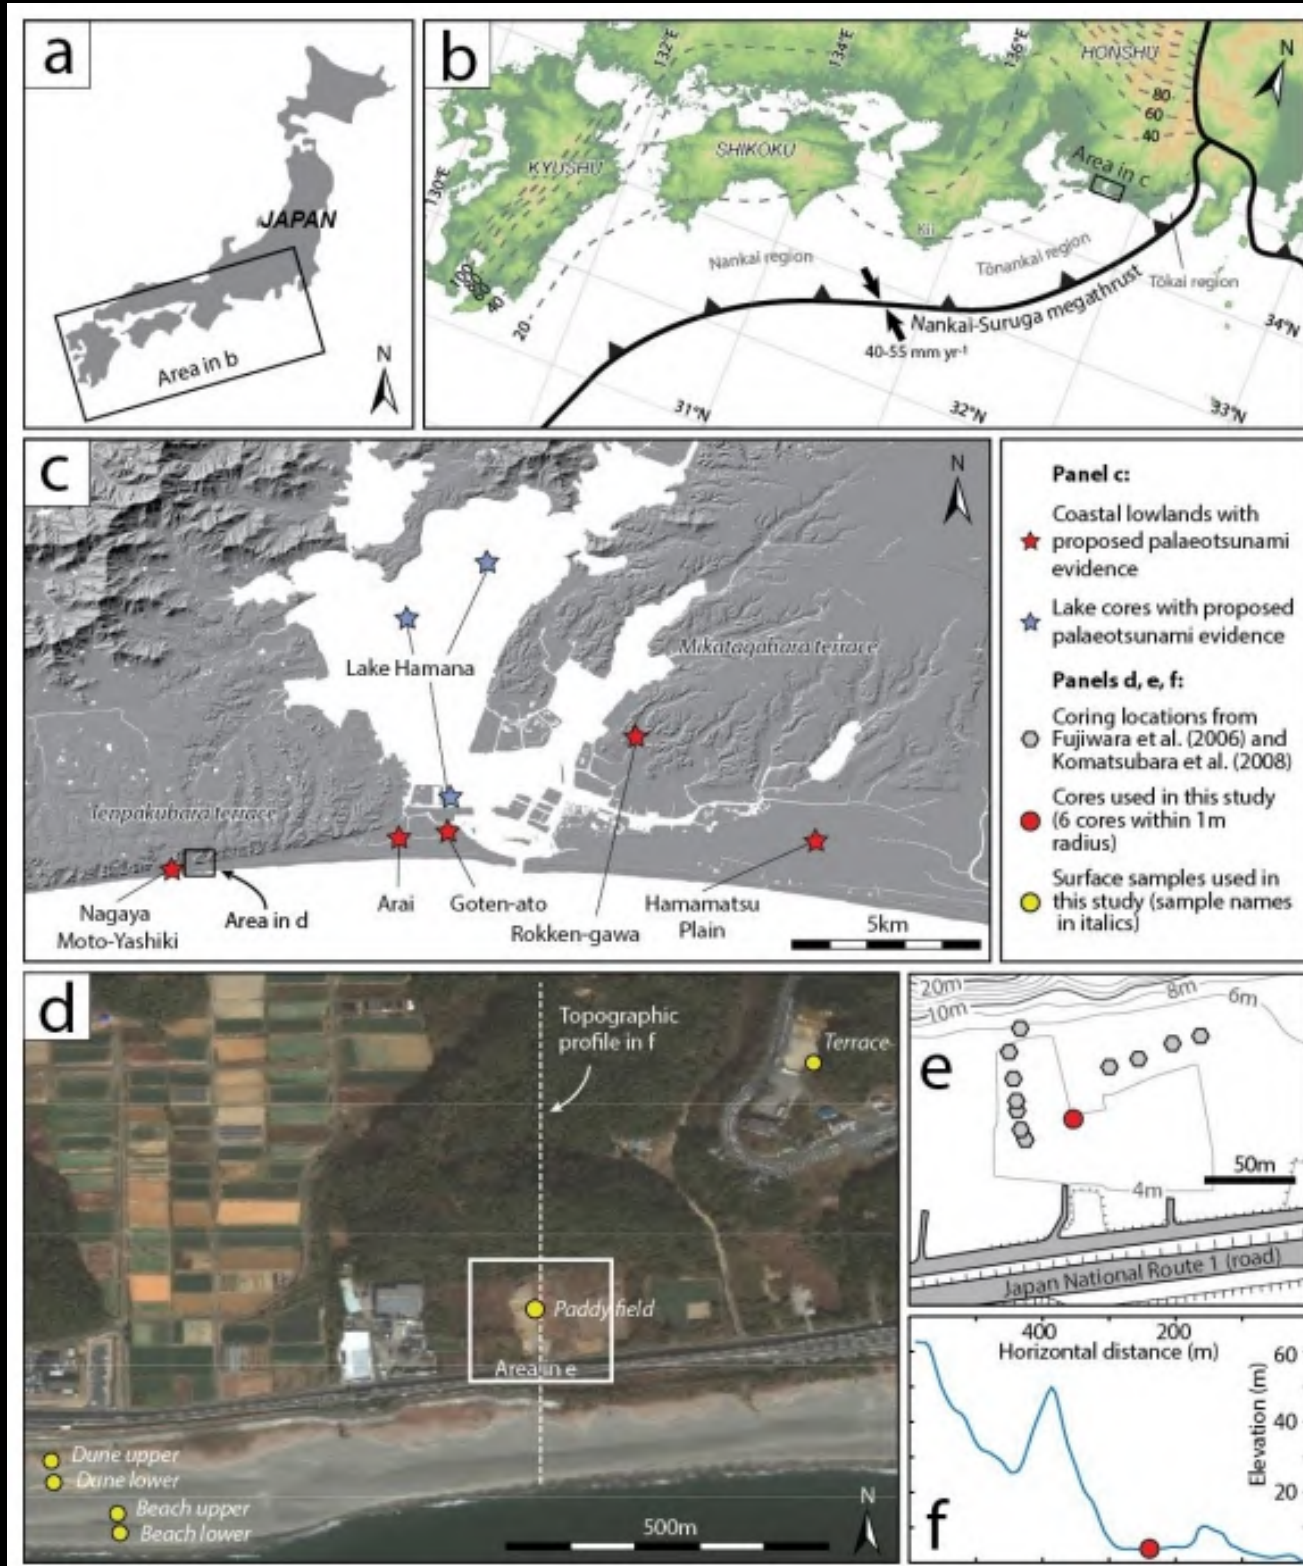 a
JAPAN
Area in b
N
b
132°E
134°E
136°E
HONSHU
N
80
60
40
130°E
KYUSHU
SHIKOKU
Area in c
Kii
Nankai region
Tōnankai region
Tōkai region
100
40
20
Nankai-Suruga megathrust
40-55 mm yr-1
34°N
31°N
32°N
33°N
c
N
Lake Hamana
Mikatagahara terrace
Tenpakubara terrace
Nagaya
Moto-Yashiki
Area in d
Arai
Goten-ato
Rokken-gawa
Hamamatsu
Plain
5km
Panel c:
Coastal lowlands with
proposed palaeotsunami
evidence
Lake cores with proposed
palaeotsunami evidence
Panels d, e, f:
Coring locations from
Fujiwara et al. (2006) and
Komatsubara et al. (2008)
Cores used in this study
(6 cores within 1m
radius)
Surface samples used in
this study (sample names
in italics)
d
Topographic
profile in f
Terrace
Paddy field
Area in e
Dune upper
Dune lower
Beach upper
Beach lower
500m
N
20m
10m
8m
6m
e
50m
4m
Japan National Route 1 (road)
400
200
Horizontal distance (m)
60
40
20
Elevation (m)
f